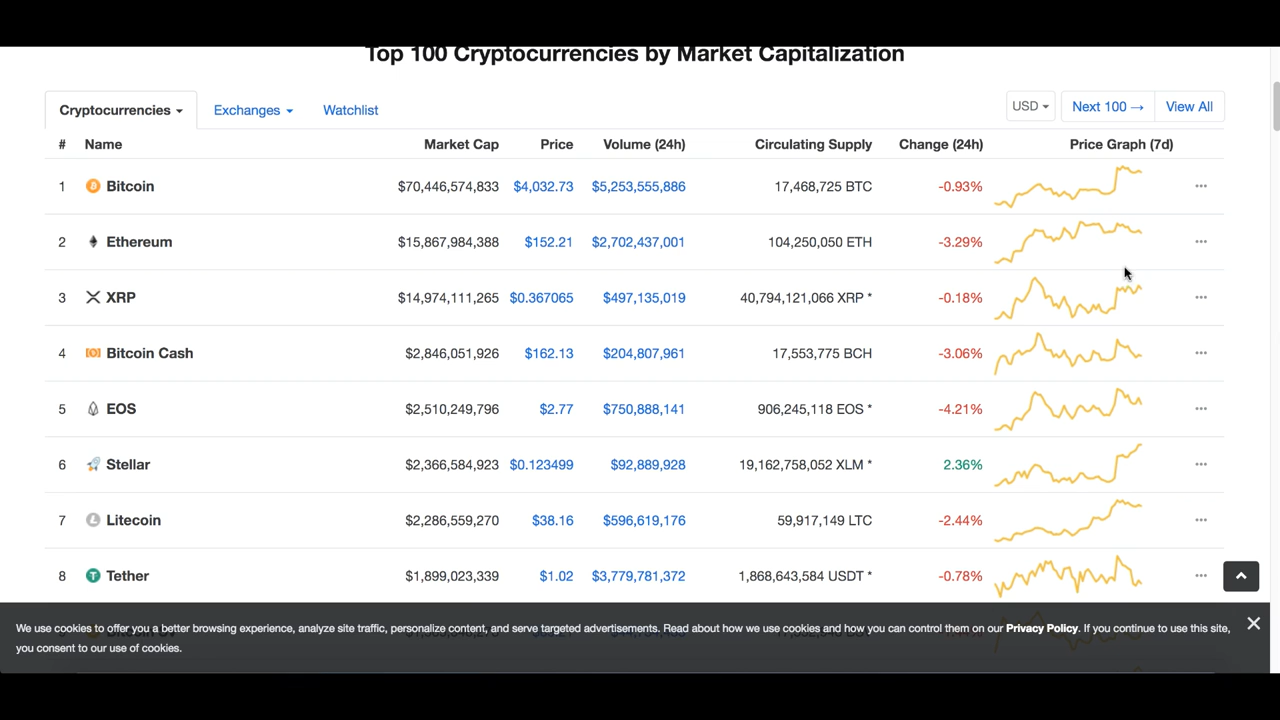 Top 100 Cryptocurrencies by Market Capitalization
Cryptocurrencies Exchanges Watchlist USD Next 100 → View All
# Name Market Cap Price Volume (24h) Circulating Supply Change (24h) Price Graph (7d)
1 Bitcoin $70,446,574,833 $4,032.73 $5,253,555,886 17,468,725 BTC -0.93%
2 Ethereum $15,867,984,388 $152.21 $2,702,437,001 104,250,050 ETH -3.29%
3 XRP $14,974,111,265 $0.367065 $497,135,019 40,794,121,066 XRP * -0.18%
4 Bitcoin Cash $2,846,051,926 $162.13 $204,807,961 17,553,775 BCH -3.06%
5 EOS $2,510,249,796 $2.77 $750,888,141 906,245,118 EOS * -4.21%
6 Stellar $2,366,584,923 $0.123499 $92,889,928 19,162,758,052 XLM * 2.36%
7 Litecoin $2,286,559,270 $38.16 $596,619,176 59,917,149 LTC -2.44%
8 Tether $1,899,023,339 $1.02 $3,779,781,372 1,868,643,584 USDT * -0.78%
We use cookies to offer you a better browsing experience, analyze site traffic, personalize content, and serve targeted advertisements. Read about how we use cookies and how you can control them on our Privacy Policy. If you continue to use this site,
you consent to our use of cookies.